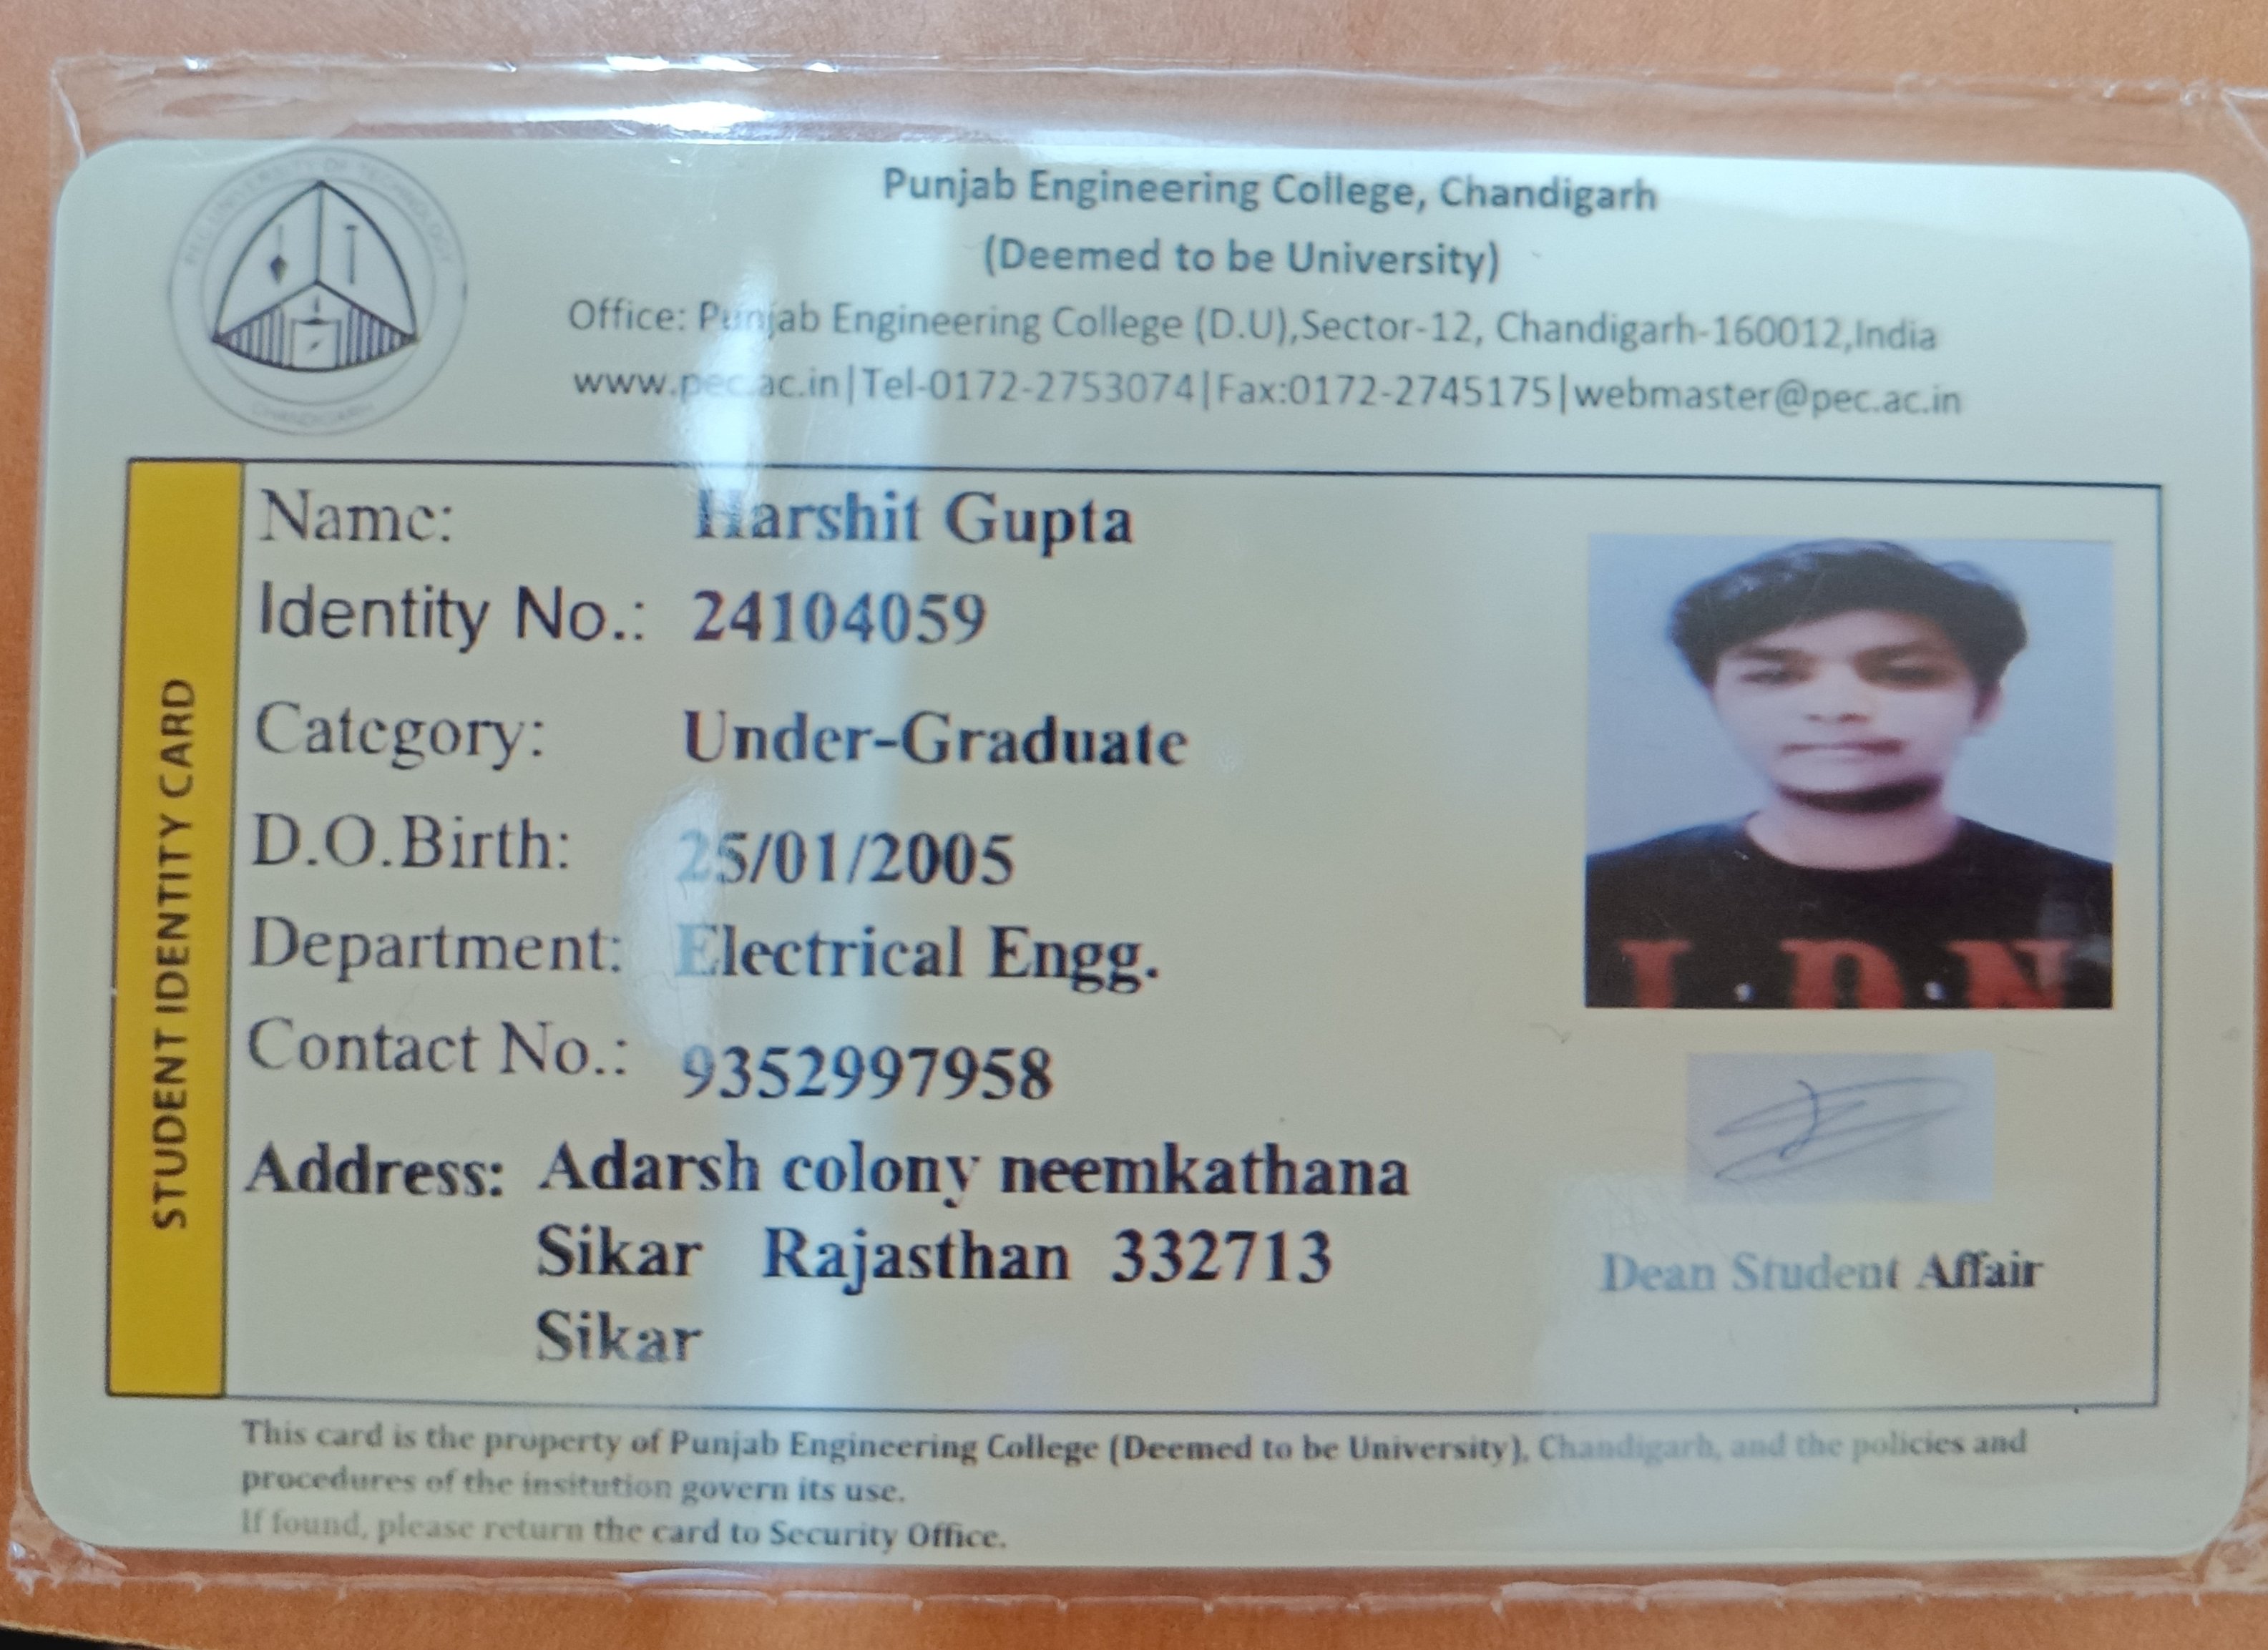 PEC UNIVERSITY OF TECHNOLOGY
CHANDIGARH
Punjab Engineering College, Chandigarh
(Deemed to be University)
Office: Punjab Engineering College (D.U),Sector-12, Chandigarh-160012,India
www.pec.ac.in|Tel-0172-2753074|Fax:0172-2745175|webmaster@pec.ac.in
STUDENT IDENTITY CARD
Name: Harshit Gupta
Identity No.: 24104059
Category: Under-Graduate
D.O.Birth: 25/01/2005
Department: Electrical Engg.
Contact No.: 9352997958
Address: Adarsh colony neemkathana
Sikar Rajasthan 332713
Sikar
L.D.N
Dean Student Affair
This card is the property of Punjab Engineering College (Deemed to be University), Chandigarh, and the policies and
procedures of the insitution govern its use.
If found, please return the card to Security Office.